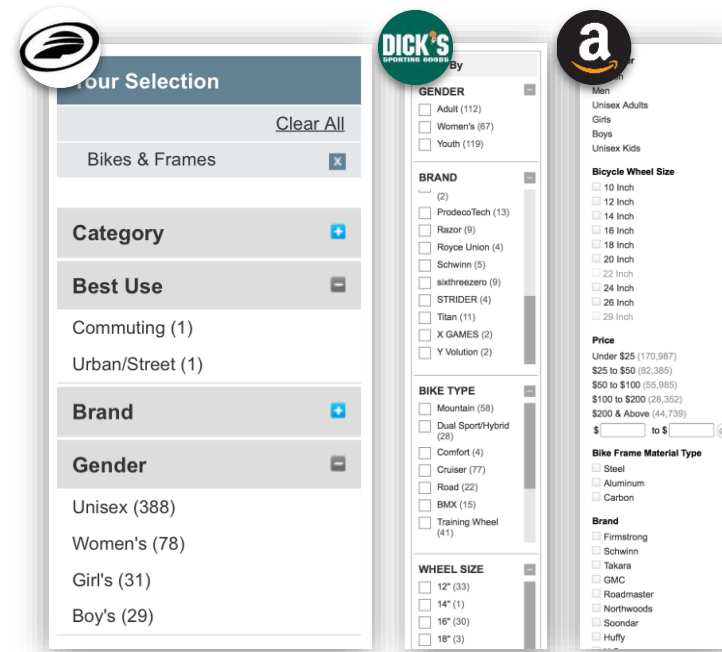 Your Selection
Clear All
Bikes & Frames
x
Category
Best Use
Commuting (1)
Urban/Street (1)
Brand
Gender
Unisex (388)
Women's (78)
Girl's (31)
Boy's (29)
DICK'S
SPORTING GOODS
By
GENDER
Adult (112)
Women's (67)
Youth (119)
BRAND
(2)
ProdecoTech (13)
Razor (9)
Royce Union (4)
Schwinn (5)
sixthreezero (9)
STRIDER (4)
Titan (11)
X GAMES (2)
Y Volution (2)
BIKE TYPE
Mountain (58)
Dual Sport/Hybrid
(28)
Comfort (4)
Cruiser (77)
Road (22)
BMX (15)
Training Wheel
(41)
WHEEL SIZE
12" (33)
14" (1)
16" (30)
18" (3)
a
Men
Unisex Adults
Girls
Boys
Unisex Kids
Bicycle Wheel Size
10 Inch
12 Inch
14 Inch
16 Inch
18 Inch
20 Inch
22 Inch
24 Inch
26 Inch
29 Inch
Price
Under $25 (170,987)
$25 to $50 (82,385)
$50 to $100 (55,985)
$100 to $200 (28,352)
$200 & Above (44,739)
$ to $
Bike Frame Material Type
Steel
Aluminum
Carbon
Brand
Firmstrong
Schwinn
Takara
GMC
Roadmaster
Northwoods
Soondar
Huffy